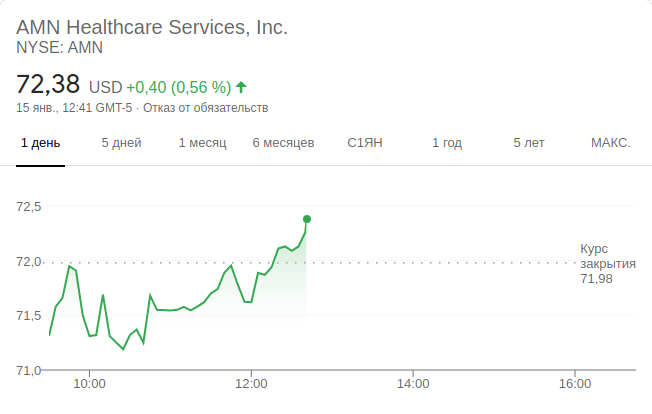 AMN Healthcare Services, Inc.
NYSE: AMN
72,38 USD +0,40 (0,56 %)
15 янв., 12:41 GMT-5 · Отказ от обязательств
1 день 5 дней 1 месяц 6 месяцев С1ЯН 1 год 5 лет МАКС.
72,5
72,0
71,5
71,0
Курс
закрытия
71,98
10:00 12:00 14:00 16:00